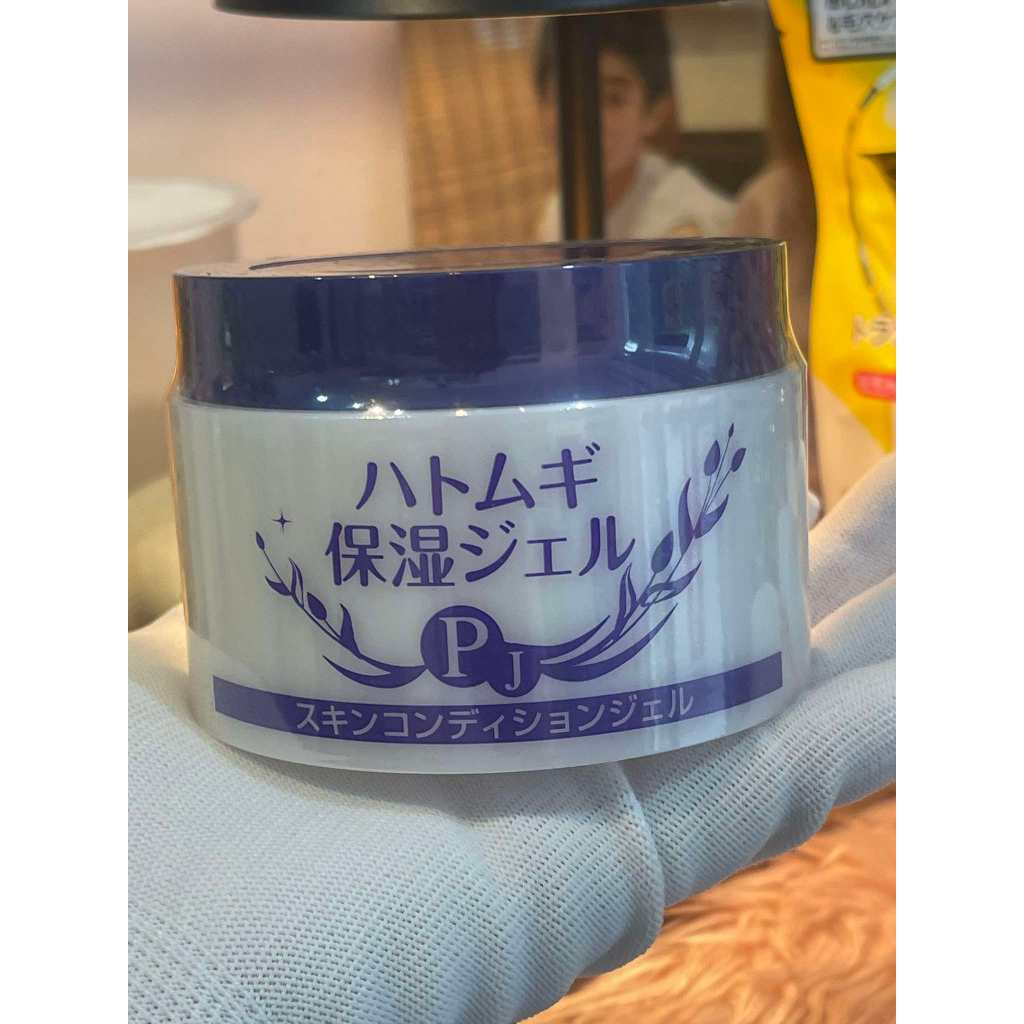 ハトムギ
保湿ジェル
PJ
スキンコンディションジェル